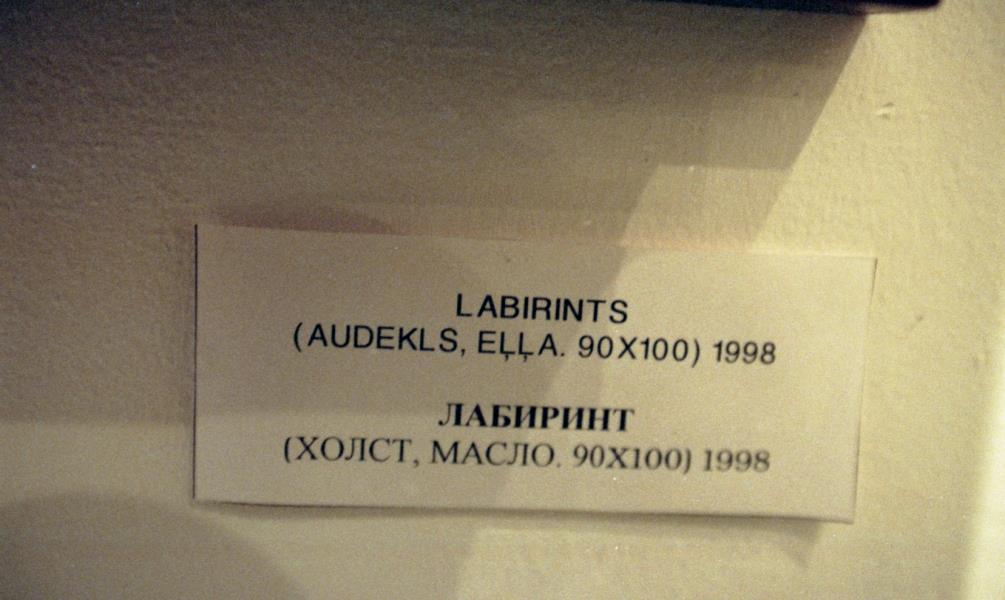 LABIRINTS
(AUDEKLS, EĻĻA. 90X100) 1998
ЛАБИРИНТ
(ХОЛСТ, МАСЛО. 90X100) 1998